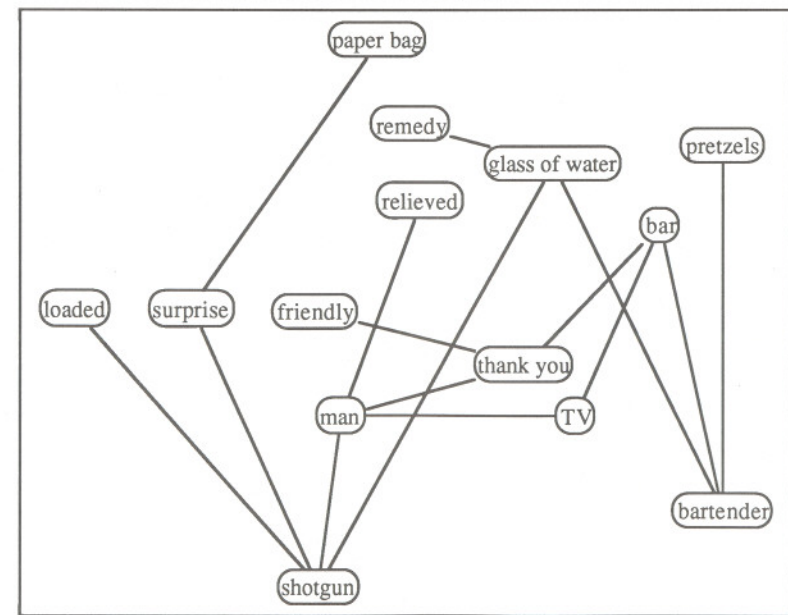 paper bag
remedy
pretzels
glass of water
relieved
bar
loaded
surprise
friendly
thank you
man
TV
bartender
shotgun